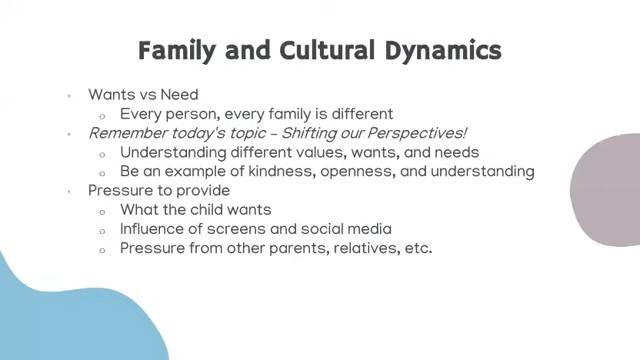 Family and Cultural Dynamics
• Wants vs Need
o Every person, every family is different
• Remember today's topic – Shifting our Perspectives!
o Understanding different values, wants, and needs
o Be an example of kindness, openness, and understanding
• Pressure to provide
o What the child wants
o Influence of screens and social media
o Pressure from other parents, relatives, etc.